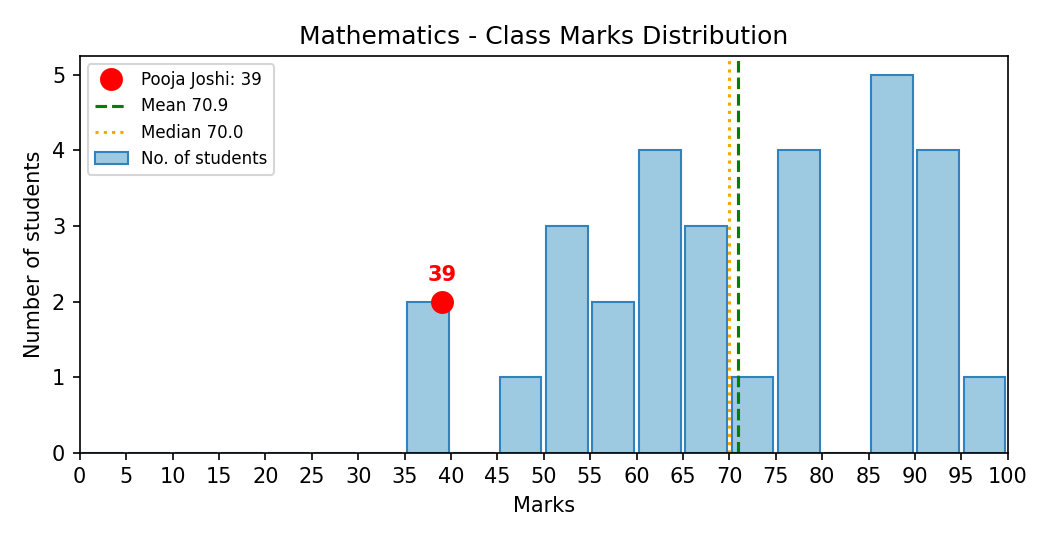 Mathematics - Class Marks Distribution
Pooja Joshi: 39
Mean 70.9
Median 70.0
No. of students
Number of students
5
4
3
2
1
0
39
0 5 10 15 20 25 30 35 40 45 50 55 60 65 70 75 80 85 90 95 100
Marks